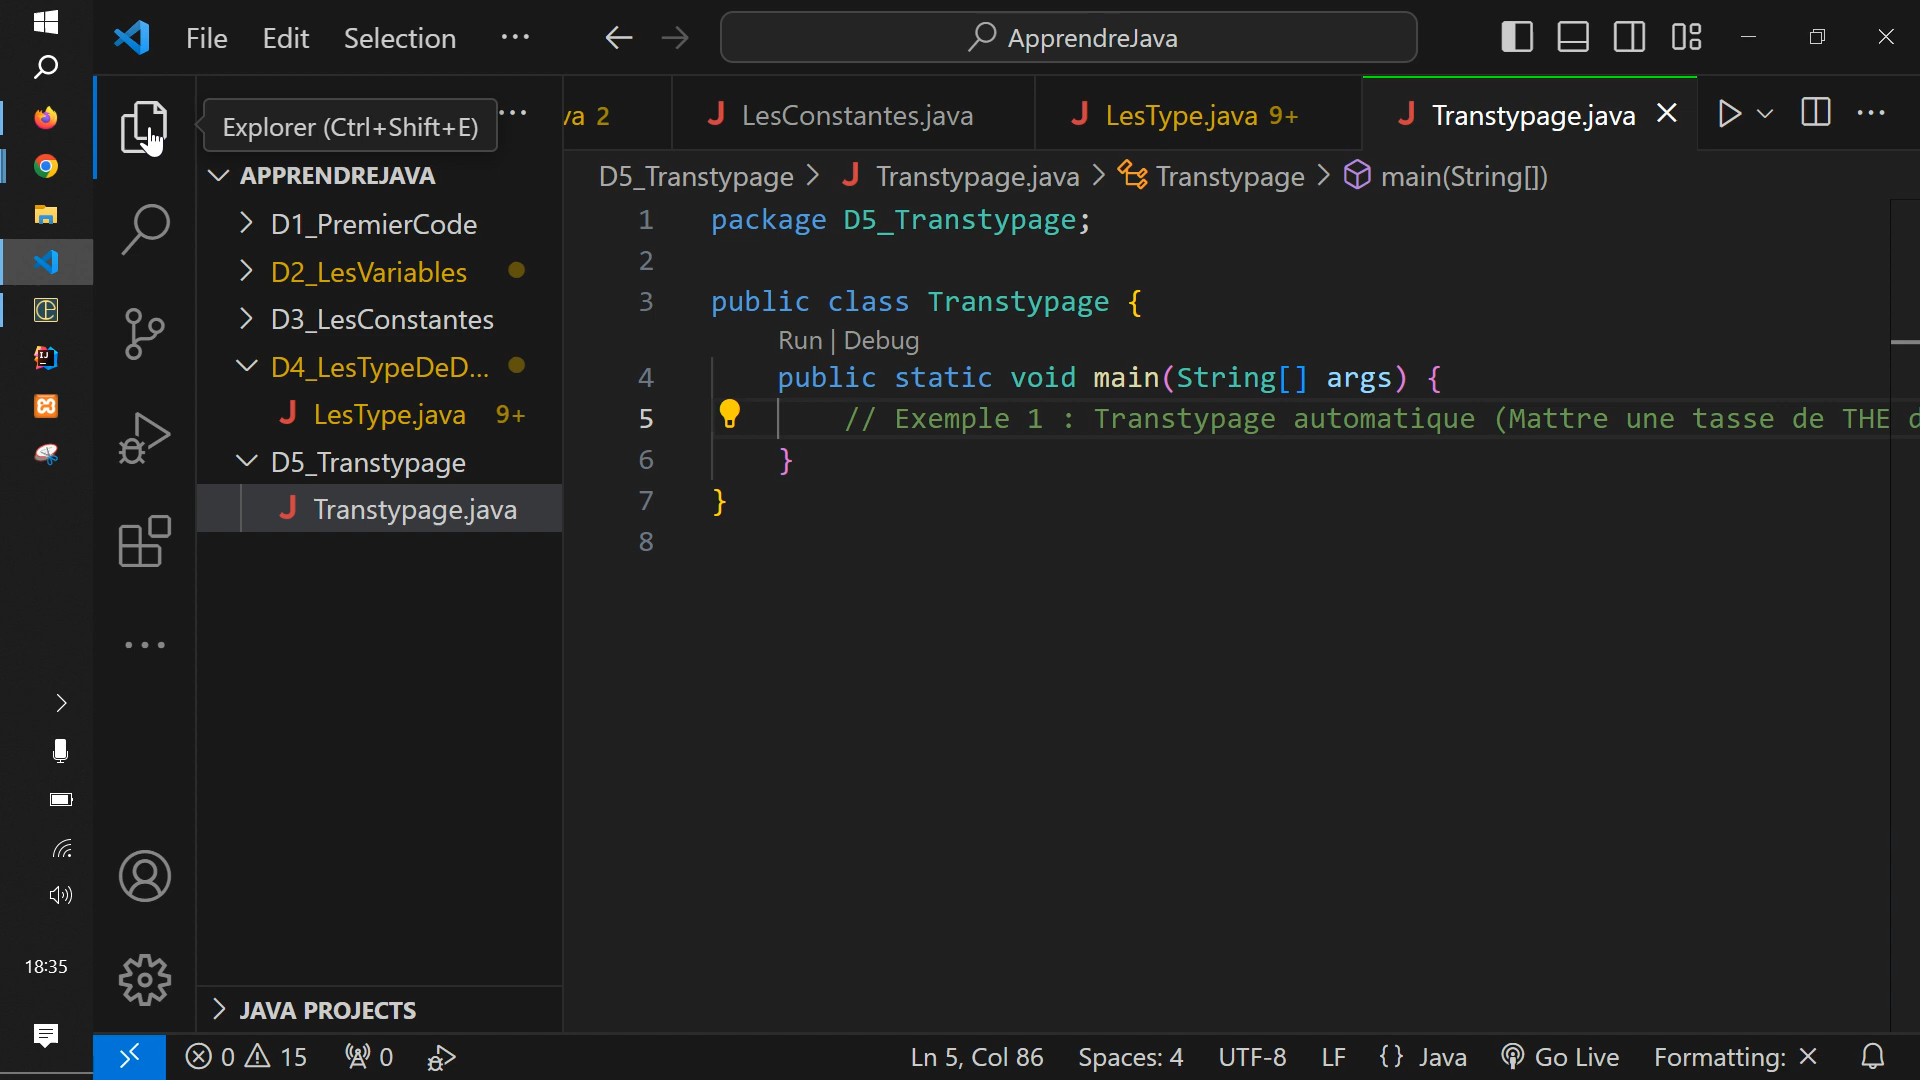 File Edit Selection ···
ApprendreJava
Explorer (Ctrl+Shift+E)
···
va 2
LesConstantes.java
LesType.java 9+
Transtypage.java
APPRENDREJAVA
D5_Transtypage > Transtypage.java > Transtypage > main(String[])
D1_PremierCode
D2_LesVariables
D3_LesConstantes
D4_LesTypeDeD...
LesType.java 9+
D5_Transtypage
Transtypage.java
1 package D5_Transtypage;
2
3 public class Transtypage {
Run | Debug
4 public static void main(String[] args) {
5 // Exemple 1 : Transtypage automatique (Mattre une tasse de THE d
6 }
7 }
8
18:35
JAVA PROJECTS
0 15 0
Ln 5, Col 86 Spaces: 4 UTF-8 LF {} Java Go Live Formatting: ×